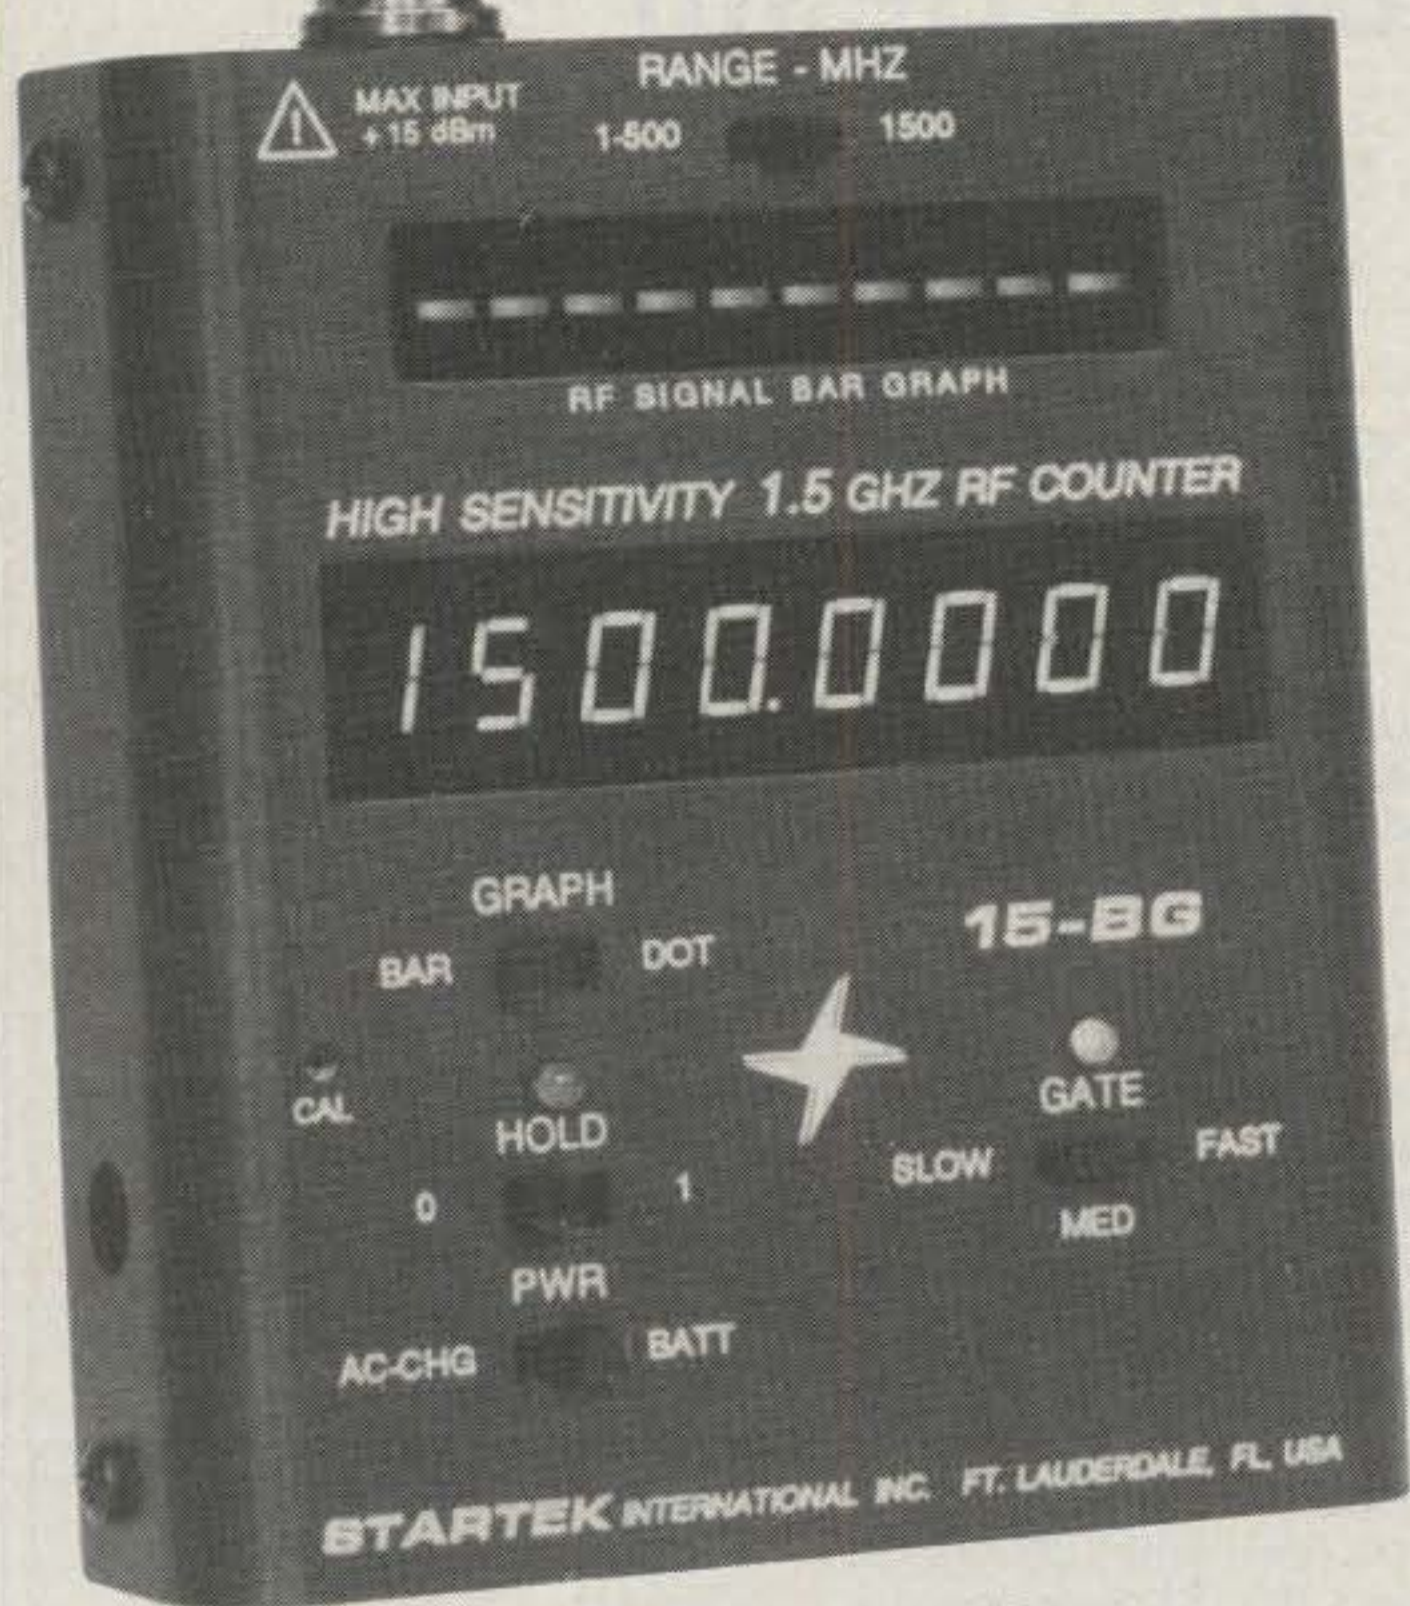 RANGE - MHZ
MAX INPUT
+15 dBm
1-500 1500
RF SIGNAL BAR GRAPH
HIGH SENSITIVITY 1.5 GHZ RF COUNTER
1500.0000
GRAPH
BAR DOT
15-BG
CAL
HOLD
GATE
0 1
SLOW FAST
MED
PWR
AC-CHG BATT
STARTEK INTERNATIONAL INC. FT. LAUDERDALE, FL, USA